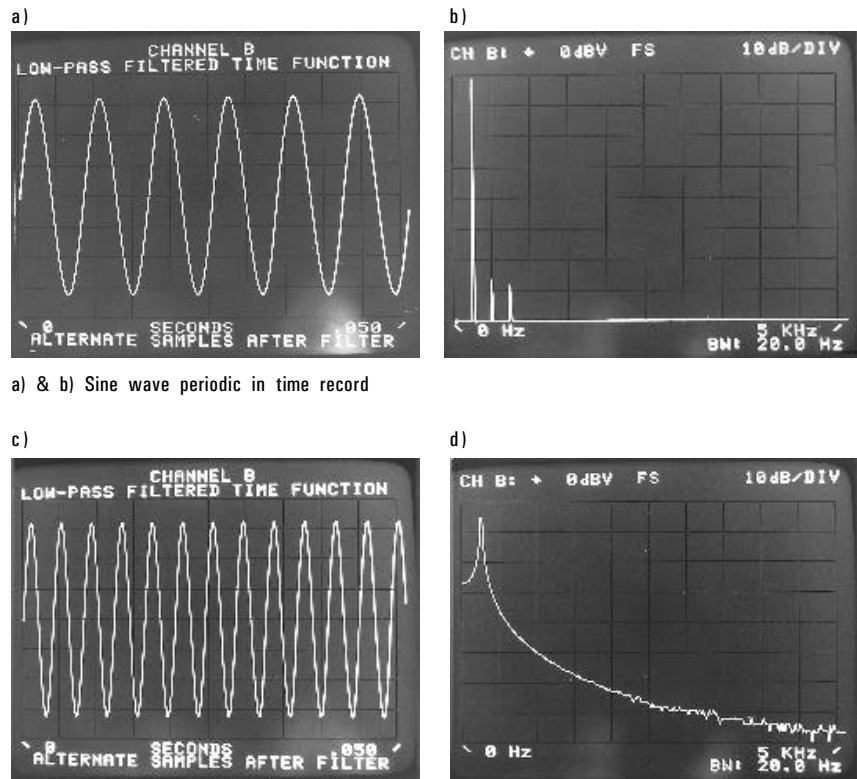 a)
CHANNEL B
LOW-PASS FILTERED TIME FUNCTION
0 SECONDS .050
ALTERNATE SAMPLES AFTER FILTER
b)
CH B: + 0dBV FS 10dB/DIV
0 Hz 5 KHz
BW: 20.0 Hz
a) & b) Sine wave periodic in time record
c)
CHANNEL B
LOW-PASS FILTERED TIME FUNCTION
0 SECONDS .050
ALTERNATE SAMPLES AFTER FILTER
d)
CH B: + 0dBV FS 10dB/DIV
0 Hz 5 KHz
BW: 20.0 Hz